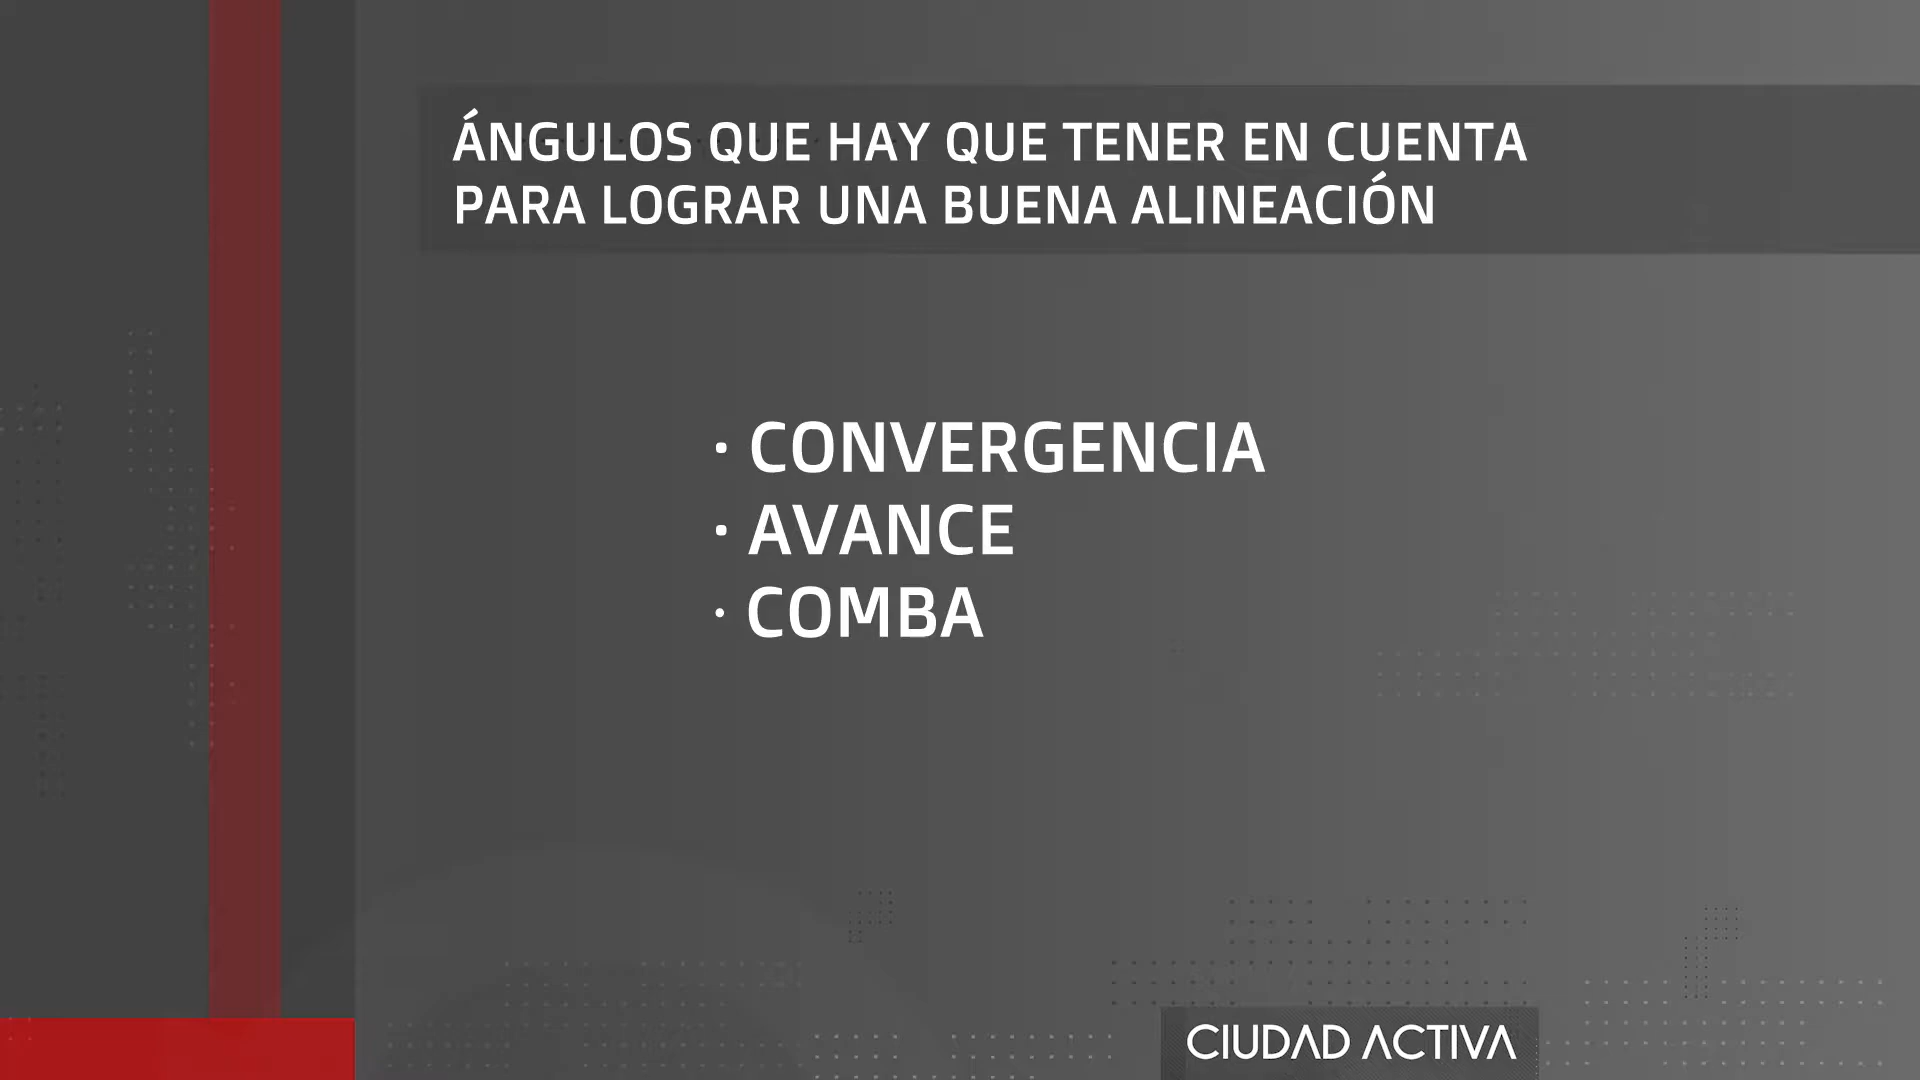 ÁNGULOS QUE HAY QUE TENER EN CUENTA
PARA LOGRAR UNA BUENA ALINEACIÓN
· CONVERGENCIA
· AVANCE
· COMBA
CIUDAD ACTIVA